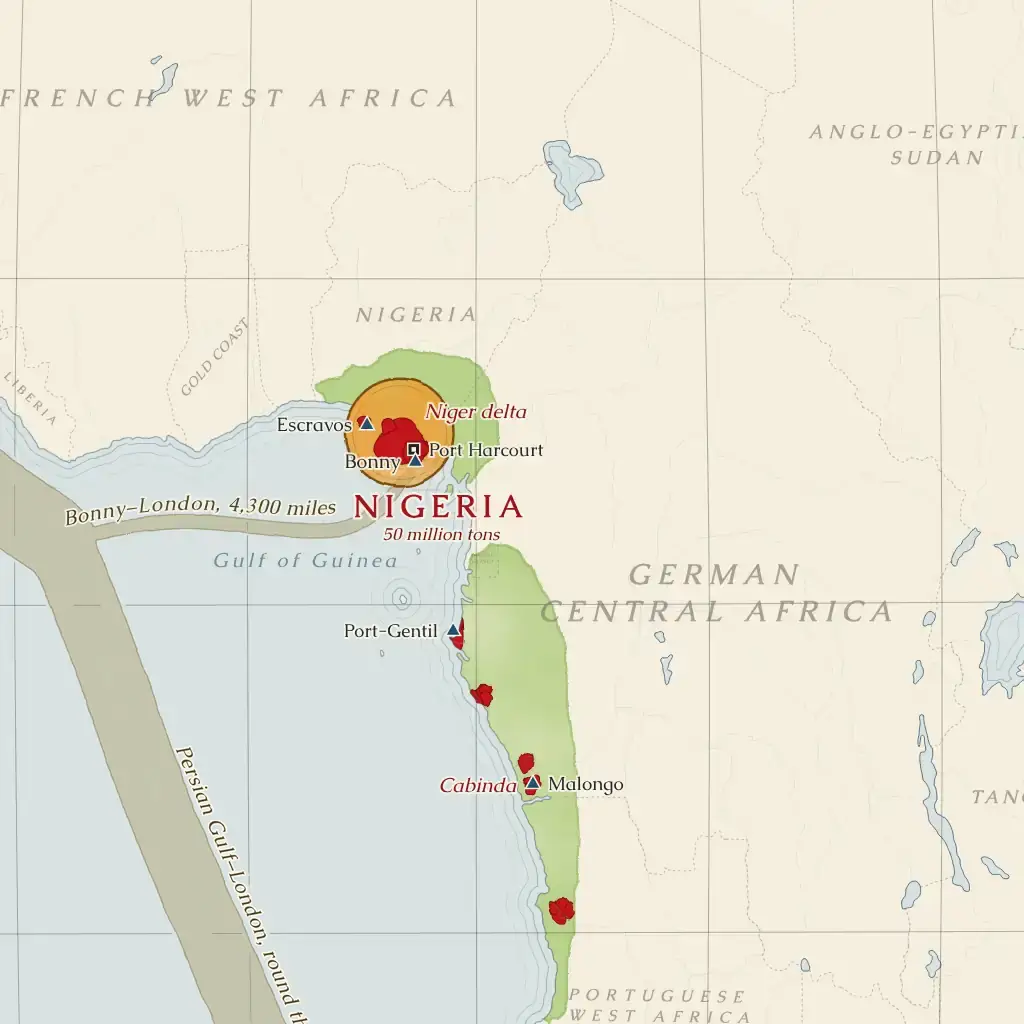 FRENCH WEST AFRICA
ANGLO-EGYPTI
SUDAN
NIGERIA
GOLD COAST
LIBERIA
Niger delta
Escravos
Port Harcourt
Bonny
NIGERIA
50 million tons
Bonny–London, 4,300 miles
Gulf of Guinea
GERMAN
CENTRAL AFRICA
Port-Gentil
Cabinda
Malongo
TANG
Persian Gulf–London, round th
PORTUGUESE
WEST AFRICA